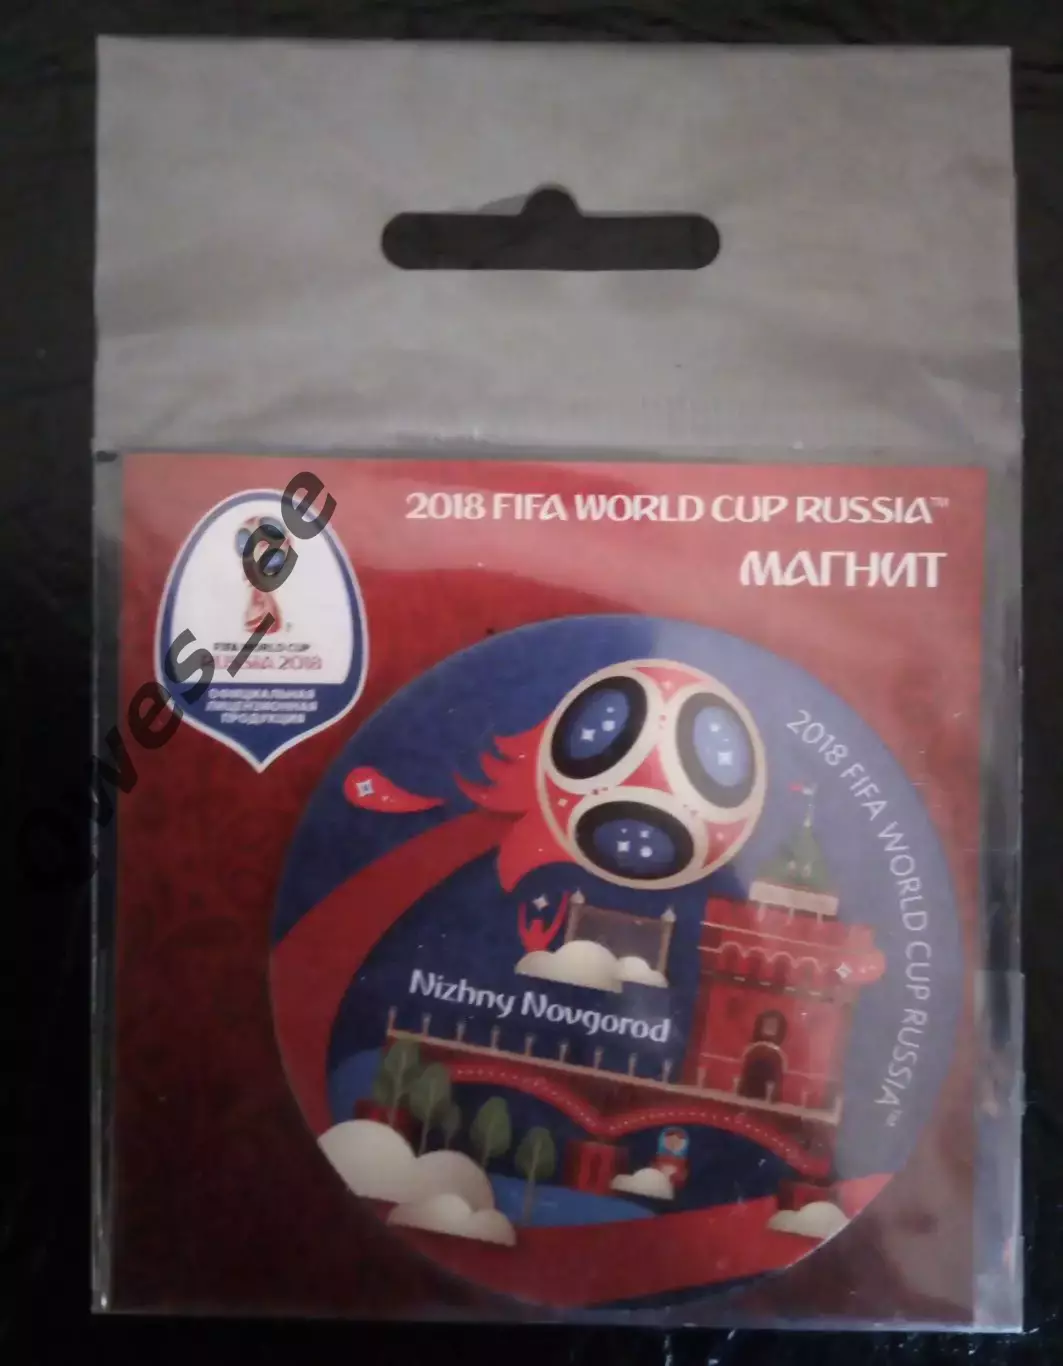 2018 FIFA WORLD CUP RUSSIA™
МАГНИТ
FIFA WORLD CUP
RUSSIA 2018
ОФИЦИАЛЬНАЯ
ЛИЦЕНЗИОННАЯ
ПРОДУКЦИЯ
2018 FIFA WORLD CUP RUSSIA™
Nizhny Novgorod